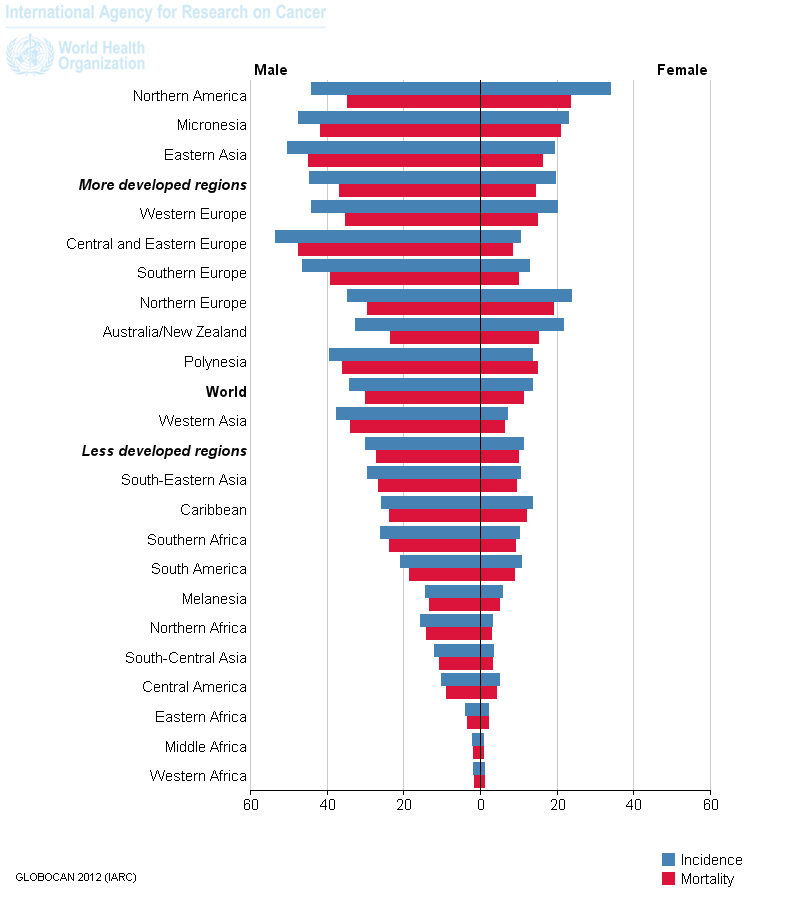 International Agency for Research on Cancer
World Health
Organization
Male Female
Northern America
Micronesia
Eastern Asia
More developed regions
Western Europe
Central and Eastern Europe
Southern Europe
Northern Europe
Australia/New Zealand
Polynesia
World
Western Asia
Less developed regions
South-Eastern Asia
Caribbean
Southern Africa
South America
Melanesia
Northern Africa
South-Central Asia
Central America
Eastern Africa
Middle Africa
Western Africa
60 40 20 0 20 40 60
Incidence
Mortality
GLOBOCAN 2012 (IARC)